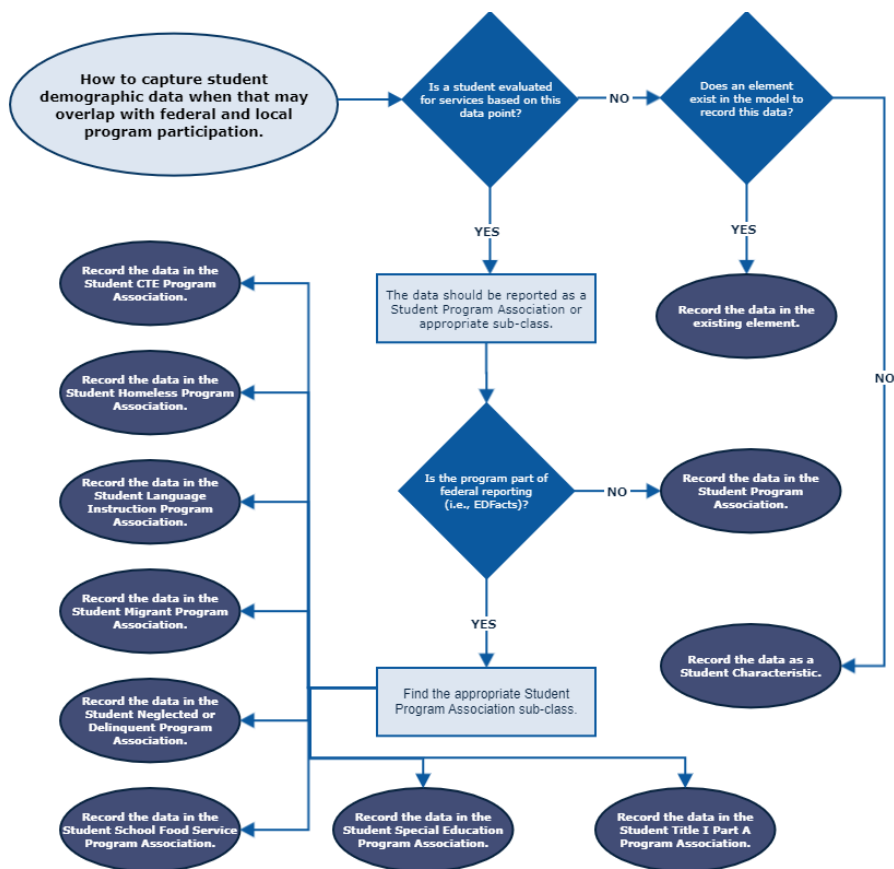 How to capture student
demographic data when that may
overlap with federal and local
program participation.
Is a student evaluated
for services based on this
data point?
NO
Does an element
exist in the model to
record this data?
YES
YES
Record the data in the
Student CTE Program
Association.
The data should be reported as a
Student Program Association or
appropriate sub-class.
Record the data in the
existing element.
NO
Record the data in the
Student Homeless Program
Association.
Is the program part of
federal reporting
(i.e., EDFacts)?
NO
Record the data in the
Student Program
Association.
Record the data in the
Student Language
Instruction Program
Association.
Record the data in the
Student Migrant Program
Association.
YES
Record the data as a
Student Characteristic.
Record the data in the
Student Neglected or
Delinquent Program
Association.
Find the appropriate Student
Program Association sub-class.
Record the data in the
Student School Food Service
Program Association.
Record the data in the
Student Special Education
Program Association.
Record the data in the
Student Title I Part A
Program Association.